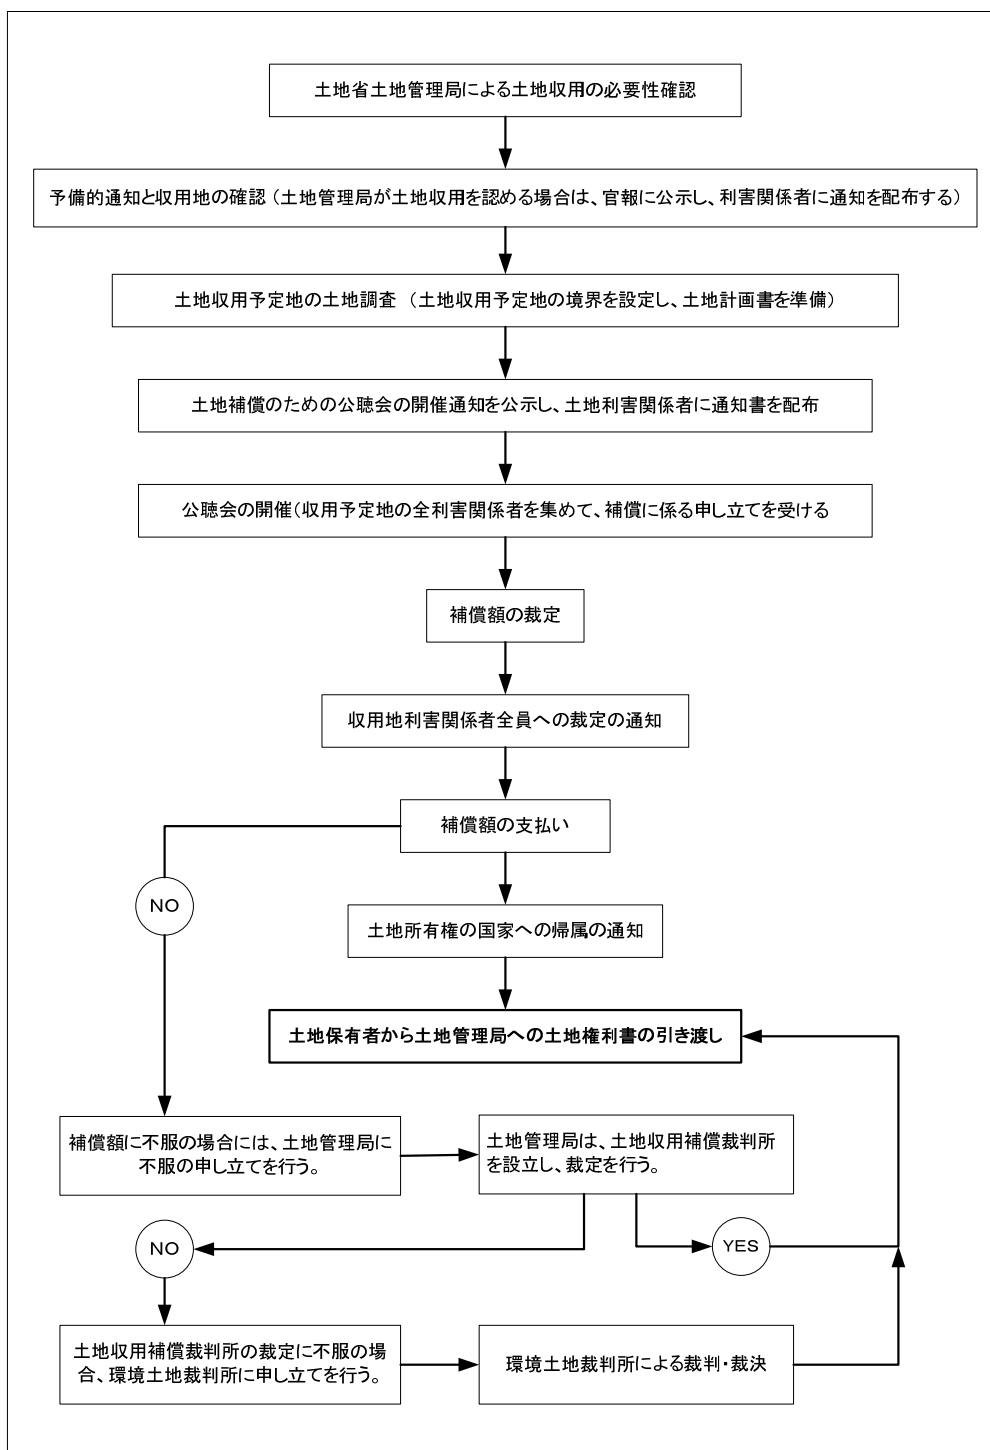 土地省土地管理局による土地収用の必要性確認
予備的通知と収用地の確認（土地管理局が土地収用を認める場合は、官報に公示し、利害関係者に通知を配布する）
土地収用予定地の土地調査 （土地収用予定地の境界を設定し、土地計画書を準備）
土地補償のための公聴会の開催通知を公示し、土地利害関係者に通知書を配布
公聴会の開催（収用予定地の全利害関係者を集めて、補償に係る申し立てを受ける
補償額の裁定
収用地利害関係者全員への裁定の通知
補償額の支払い
NO
土地所有権の国家への帰属の通知
土地保有者から土地管理局への土地権利書の引き渡し
補償額に不服の場合には、土地管理局に
不服の申し立てを行う。
土地管理局は、土地収用補償裁判所
を設立し、裁定を行う。
NO
YES
土地収用補償裁判所の裁定に不服の場
合、環境土地裁判所に申し立てを行う。
環境土地裁判所による裁判・裁決